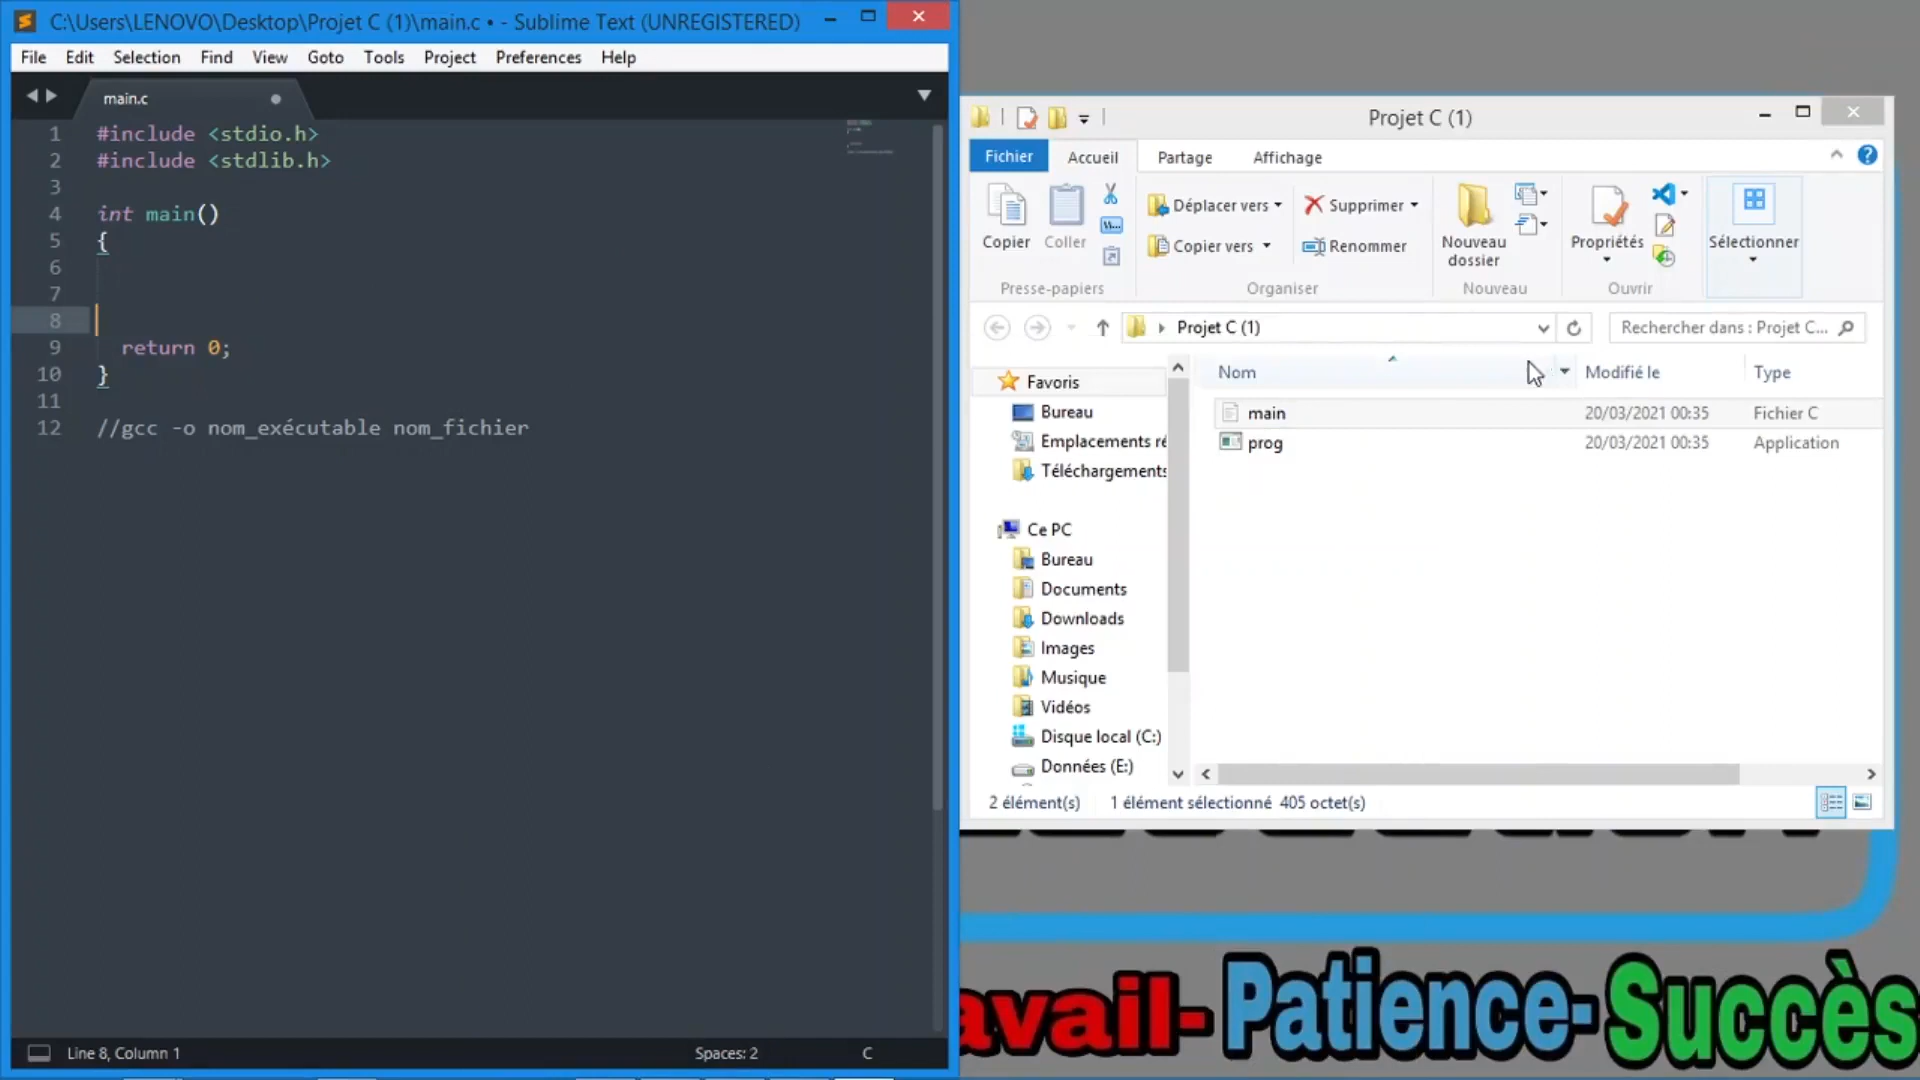 C:\Users\LENOVO\Desktop\Projet C (1)\main.c • - Sublime Text (UNREGISTERED)
File Edit Selection Find View Goto Tools Project Preferences Help
main.c
1 #include <stdio.h>
2 #include <stdlib.h>
3
4 int main()
5 {
6
7
8
9 return 0;
10 }
11
12 //gcc -o nom_exécutable nom_fichier
Line 8, Column 1 Spaces: 2 C
Projet C (1)
Fichier Accueil Partage Affichage
Copier Coller
Déplacer vers
Copier vers
Supprimer
Renommer
Nouveau dossier
Propriétés
Sélectionner
Presse-papiers Organiser Nouveau Ouvrir
Projet C (1)
Rechercher dans : Projet C...
Nom Modifié le Type
main 20/03/2021 00:35 Fichier C
prog 20/03/2021 00:35 Application
Favoris
Bureau
Emplacements ré
Téléchargements
Ce PC
Bureau
Documents
Downloads
Images
Musique
Vidéos
Disque local (C:)
Données (E:)
2 élément(s) 1 élément sélectionné 405 octet(s)
avail-Patience-Succès